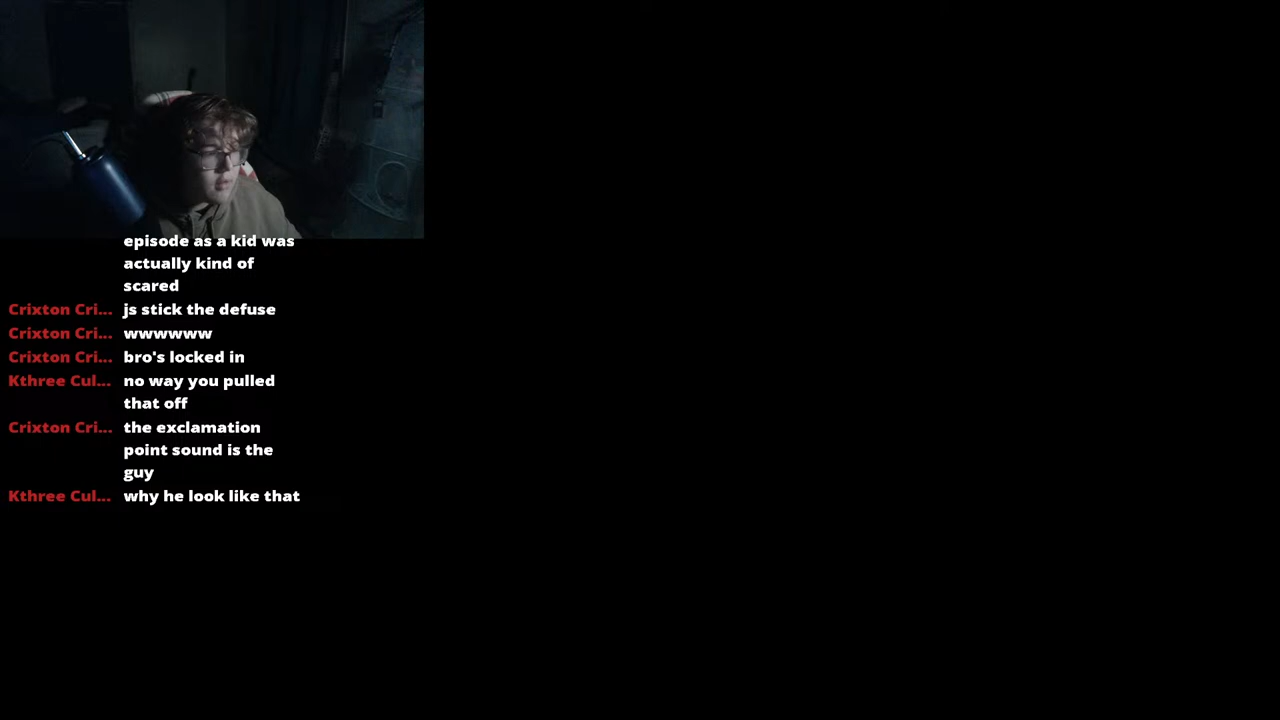 episode as a kid was
actually kind of
scared
Crixton Cri... js stick the defuse
Crixton Cri... wwwwww
Crixton Cri... bro's locked in
Kthree Cul... no way you pulled
that off
Crixton Cri... the exclamation
point sound is the
guy
Kthree Cul... why he look like that